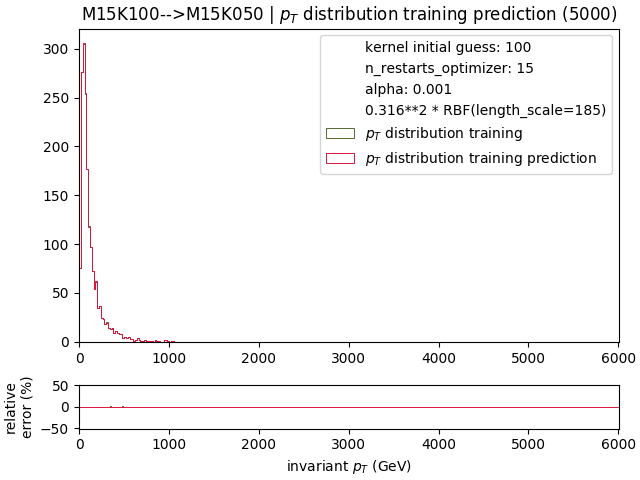 M15K100-->M15K050 | p_T distribution training prediction (5000)
300
250
200
150
100
50
0
kernel initial guess: 100
n_restarts_optimizer: 15
alpha: 0.001
0.316**2 * RBF(length_scale=185)
p_T distribution training
p_T distribution training prediction
0 1000 2000 3000 4000 5000 6000
relative
error (%)
50
0
−50
0 1000 2000 3000 4000 5000 6000
invariant p_T (GeV)